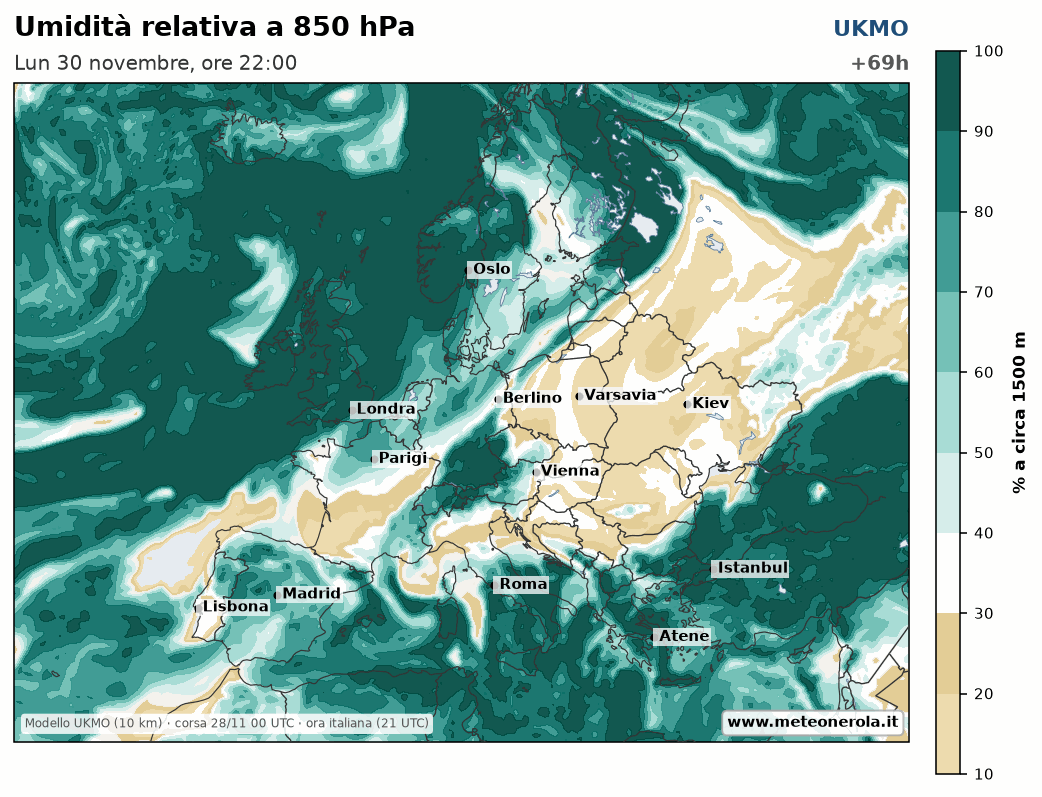 Umidità relativa a 850 hPa
UKMO
Lun 30 novembre, ore 22:00
+69h
100
90
80
70
60
50
40
30
20
10
% a circa 1500 m
Oslo
Londra
Berlino
Varsavia
Kiev
Parigi
Vienna
Istanbul
Roma
Madrid
Lisbona
Atene
Modello UKMO (10 km) · corsa 28/11 00 UTC · ora italiana (21 UTC)
www.meteonerola.it